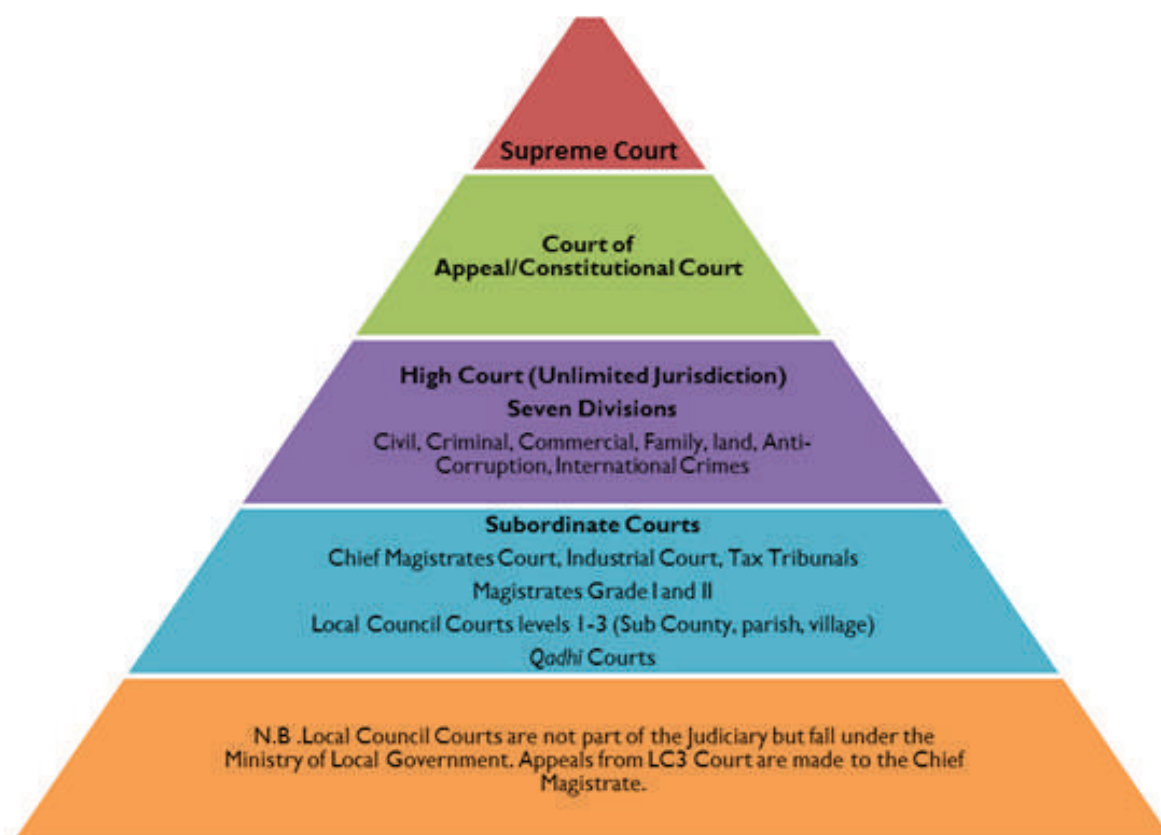 Supreme Court
Court of
Appeal/Constitutional Court
High Court (Unlimited Jurisdiction)
Seven Divisions
Civil, Criminal, Commercial, Family, land, Anti-
Corruption, International Crimes
Subordinate Courts
Chief Magistrates Court, Industrial Court, Tax Tribunals
Magistrates Grade I and II
Local Council Courts levels 1-3 (Sub County, parish, village)
Qadhi Courts
N.B .Local Council Courts are not part of the Judiciary but fall under the
Ministry of Local Government. Appeals from LC3 Court are made to the Chief
Magistrate.